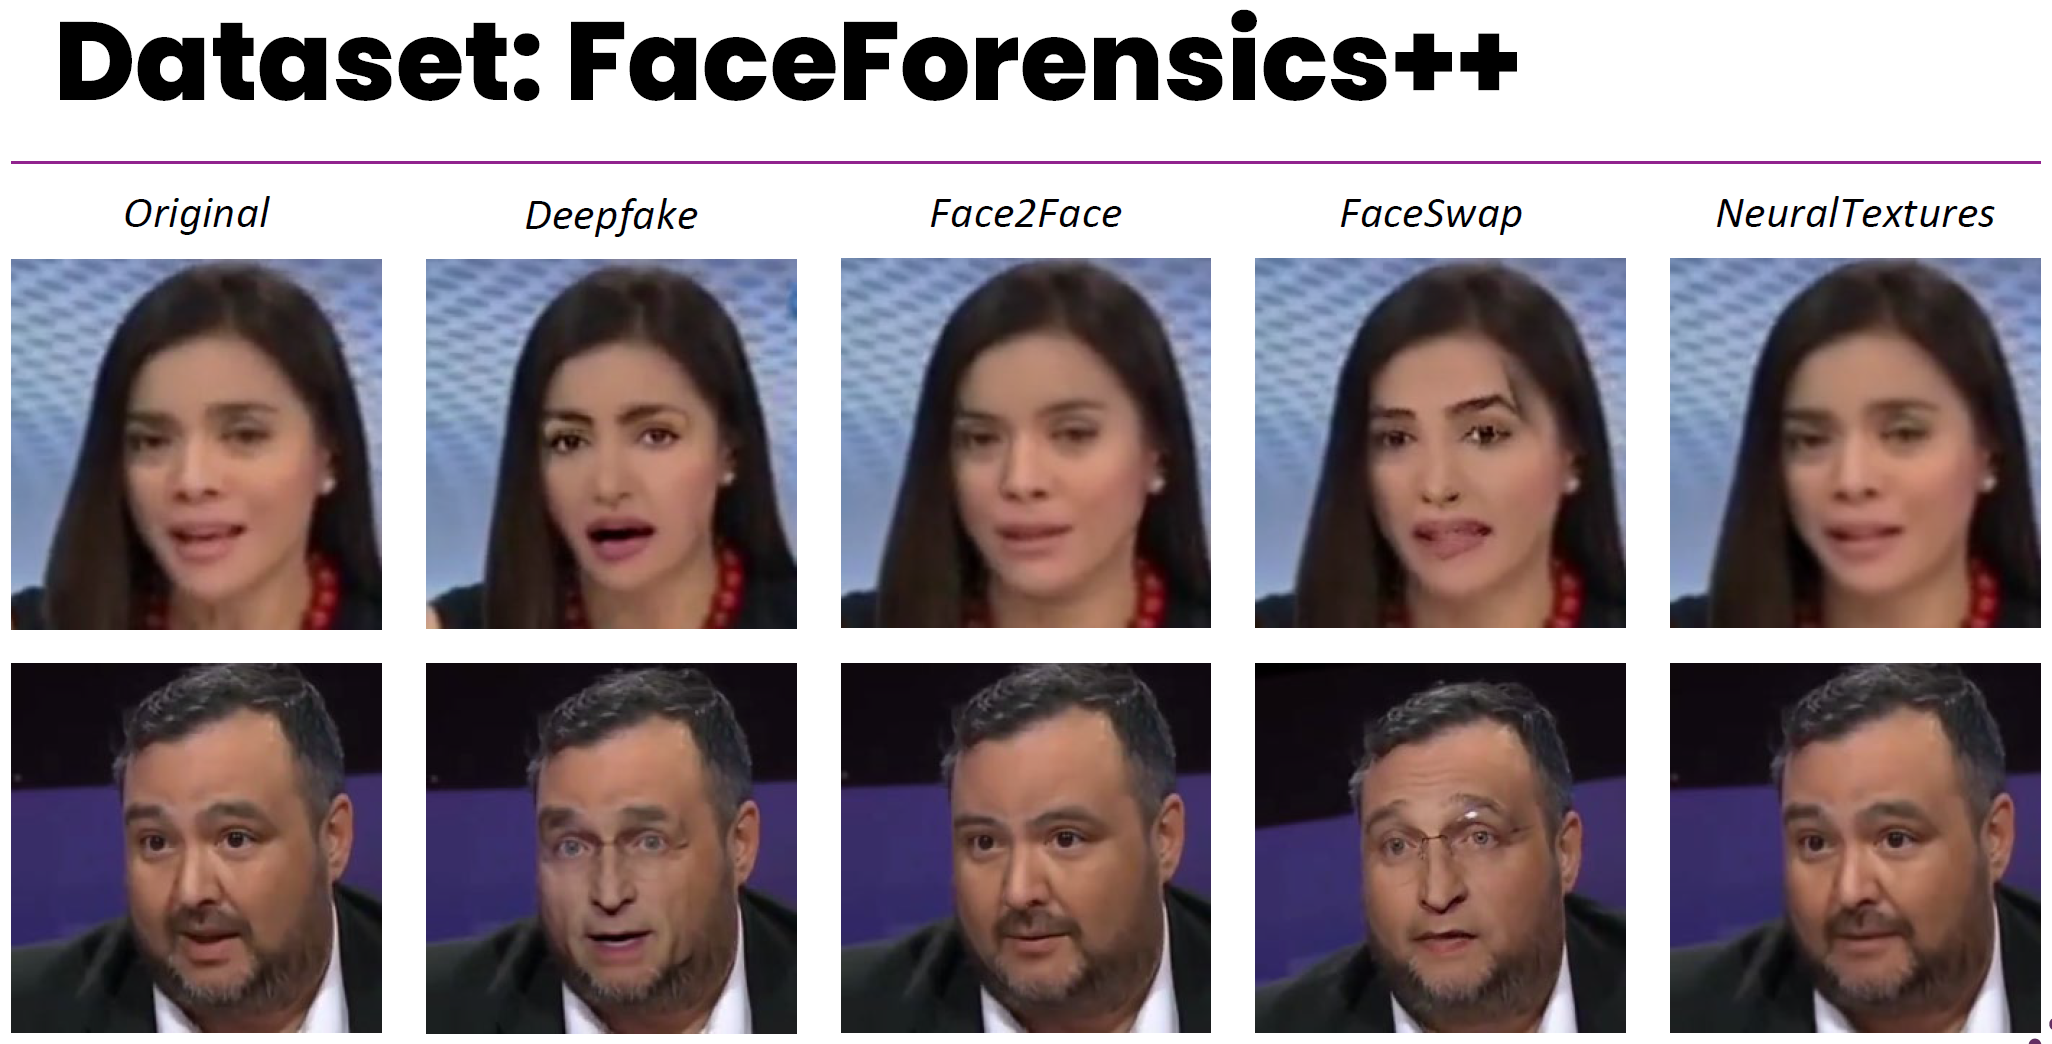 Dataset: FaceForensics++
Original
Deepfake
Face2Face
FaceSwap
NeuralTextures